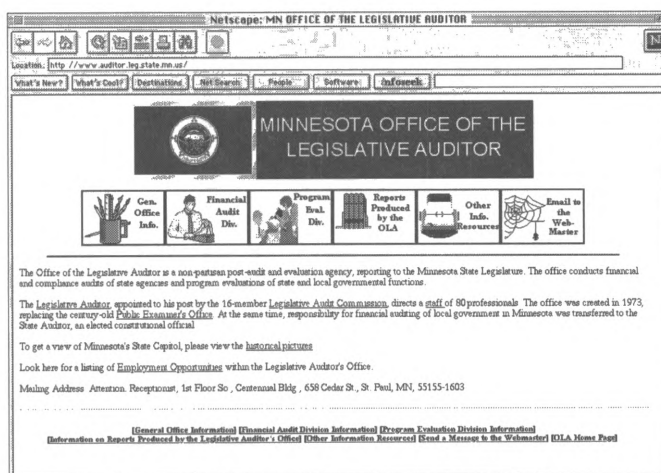 Netscape: MN OFFICE OF THE LEGISLATIVE AUDITOR
Location: http://www.auditor.leg.state.mn.us/
What's New? What's Cool? Destinations Net Search People Software infoseek
MINNESOTA OFFICE OF THE
LEGISLATIVE AUDITOR
Gen. Office Info.
Financial Audit Div.
Program Eval. Div.
Reports Produced by the OLA
Other Info. Resources
Email to the Web-Master
The Office of the Legislative Auditor is a non-partisan post-audit and evaluation agency, reporting to the Minnesota State Legislature. The office conducts financial
and compliance audits of state agencies and program evaluations of state and local governmental functions.
The Legislative Auditor, appointed to his post by the 16-member Legislative Audit Commission, directs a staff of 80 professionals The office was created in 1973,
replacing the century-old Public Examiner's Office. At the same time, responsibility for financial auditing of local government in Minnesota was transferred to the
State Auditor, an elected constitutional official
To get a view of Minnesota's State Capitol, please view the historical pictures
Look here for a listing of Employment Opportunities within the Legislative Auditor's Office.
Mailing Address Attention. Receptionist, 1st Floor So , Centennial Bldg , 658 Cedar St., St. Paul, MN, 55155-1603
[General Office Information] [Financial Audit Division Information] [Program Evaluation Division Information]
[Information on Reports Produced by the Legislative Auditor's Office] [Other Information Resources] [Send a Message to the Webmaster] [OLA Home Page]